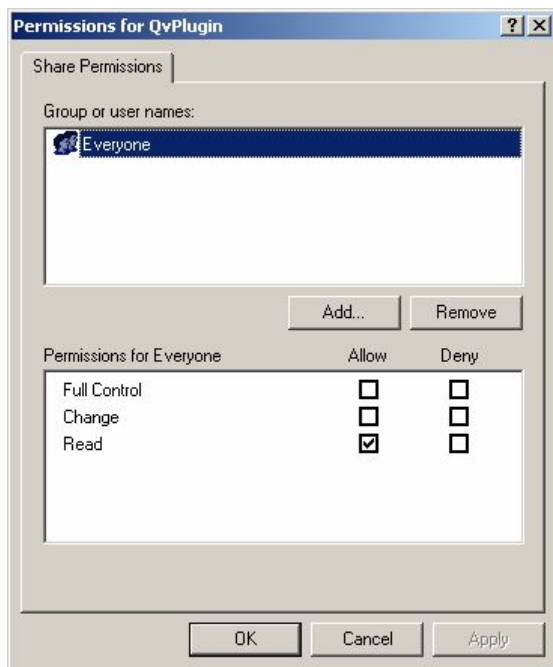 Permissions for QvPlugin
Share Permissions
Group or user names:
Everyone
Add... Remove
Permissions for Everyone Allow Deny
Full Control
Change
Read
OK Cancel Apply